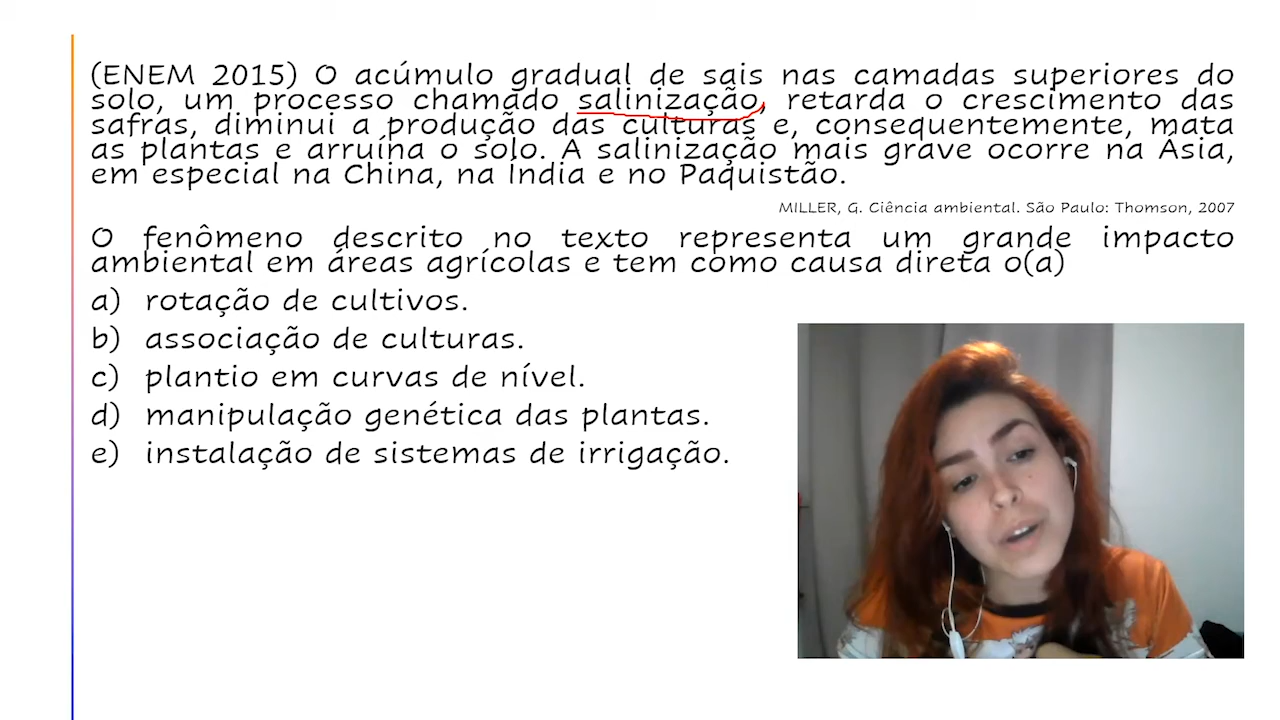 (ENEM 2015) O acúmulo gradual de sais nas camadas superiores do
solo, um processo chamado salinização, retarda o crescimento das
safras, diminui a produção das culturas e, consequentemente, mata
as plantas e arruína o solo. A salinização mais grave ocorre na Ásia,
em especial na China, na Índia e no Paquistão.
MILLER, G. Ciência ambiental. São Paulo: Thomson, 2007
O fenômeno descrito no texto representa um grande impacto
ambiental em áreas agrícolas e tem como causa direta o(a)
a) rotação de cultivos.
b) associação de culturas.
c) plantio em curvas de nível.
d) manipulação genética das plantas.
e) instalação de sistemas de irrigação.